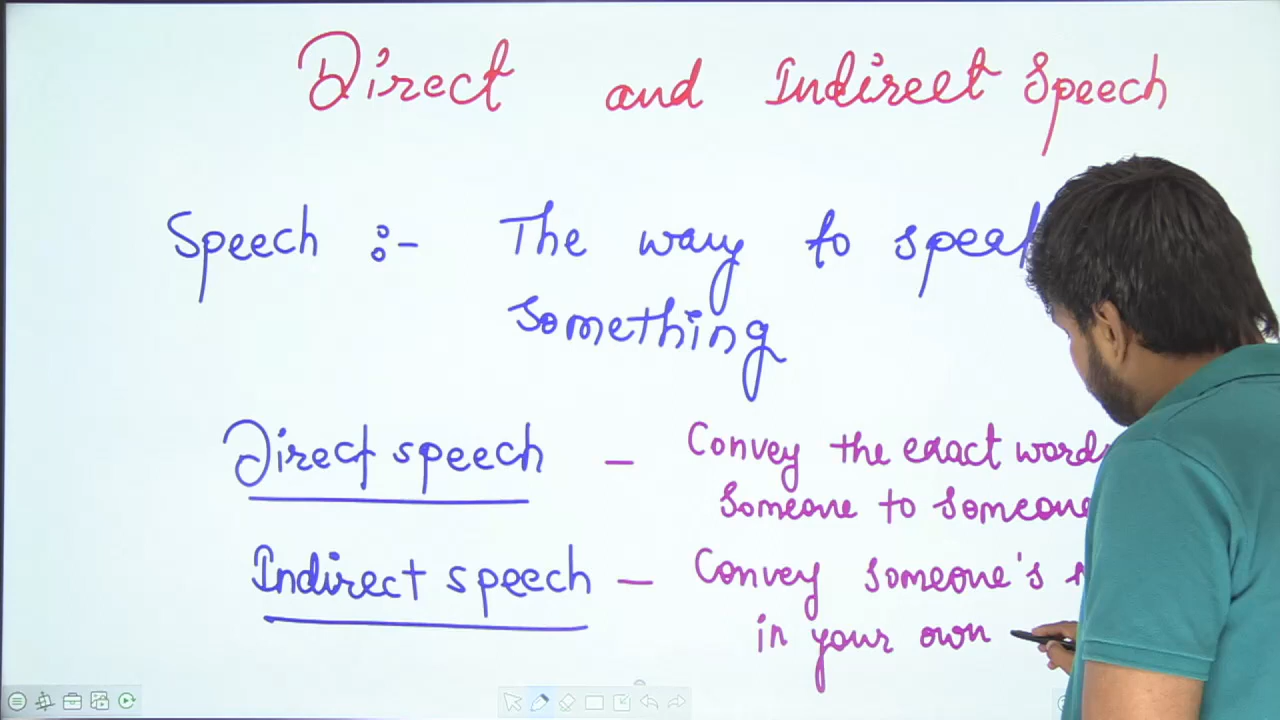 Direct and Indirect Speech
Speech :- The way to speak
something
Direct speech - Convey the exact words
someone to someone
Indirect speech - Convey someone's
in your own